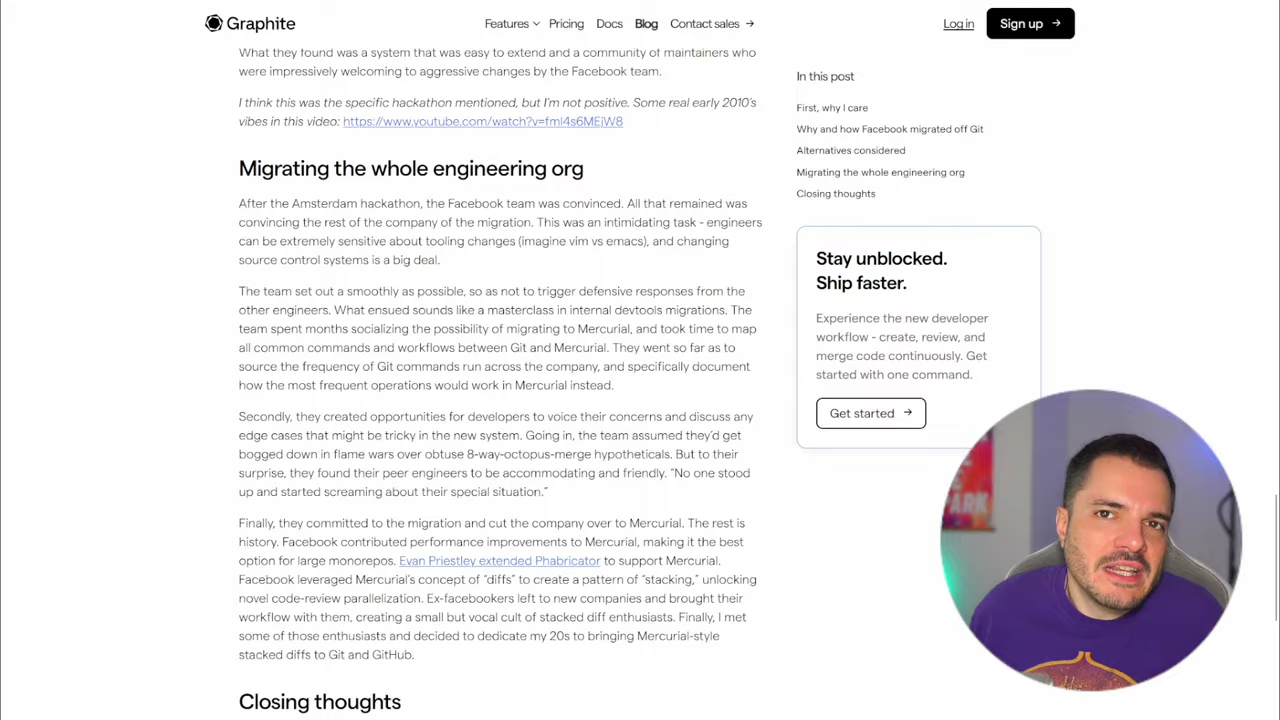 Graphite
Features
Pricing
Docs
Blog
Contact sales →
Log in
Sign up →
What they found was a system that was easy to extend and a community of maintainers who
were impressively welcoming to aggressive changes by the Facebook team.
I think this was the specific hackathon mentioned, but I'm not positive. Some real early 2010's
vibes in this video: https://www.youtube.com/watch?v=fml4s6MEjW8
Migrating the whole engineering org
After the Amsterdam hackathon, the Facebook team was convinced. All that remained was
convincing the rest of the company of the migration. This was an intimidating task - engineers
can be extremely sensitive about tooling changes (imagine vim vs emacs), and changing
source control systems is a big deal.
The team set out a smoothly as possible, so as not to trigger defensive responses from the
other engineers. What ensued sounds like a masterclass in internal devtools migrations. The
team spent months socializing the possibility of migrating to Mercurial, and took time to map
all common commands and workflows between Git and Mercurial. They went so far as to
source the frequency of Git commands run across the company, and specifically document
how the most frequent operations would work in Mercurial instead.
Secondly, they created opportunities for developers to voice their concerns and discuss any
edge cases that might be tricky in the new system. Going in, the team assumed they'd get
bogged down in flame wars over obtuse 8-way-octopus-merge hypotheticals. But to their
surprise, they found their peer engineers to be accommodating and friendly. "No one stood
up and started screaming about their special situation."
Finally, they committed to the migration and cut the company over to Mercurial. The rest is
history. Facebook contributed performance improvements to Mercurial, making it the best
option for large monorepos. Evan Priestley extended Phabricator to support Mercurial.
Facebook leveraged Mercurial's concept of "diffs" to create a pattern of "stacking," unlocking
novel code-review parallelization. Ex-facebookers left to new companies and brought their
workflow with them, creating a small but vocal cult of stacked diff enthusiasts. Finally, I met
some of those enthusiasts and decided to dedicate my 20s to bringing Mercurial-style
stacked diffs to Git and GitHub.
Closing thoughts
In this post
First, why I care
Why and how Facebook migrated off Git
Alternatives considered
Migrating the whole engineering org
Closing thoughts
Stay unblocked.
Ship faster.
Experience the new developer
workflow - create, review, and
merge code continuously. Get
started with one command.
Get started →